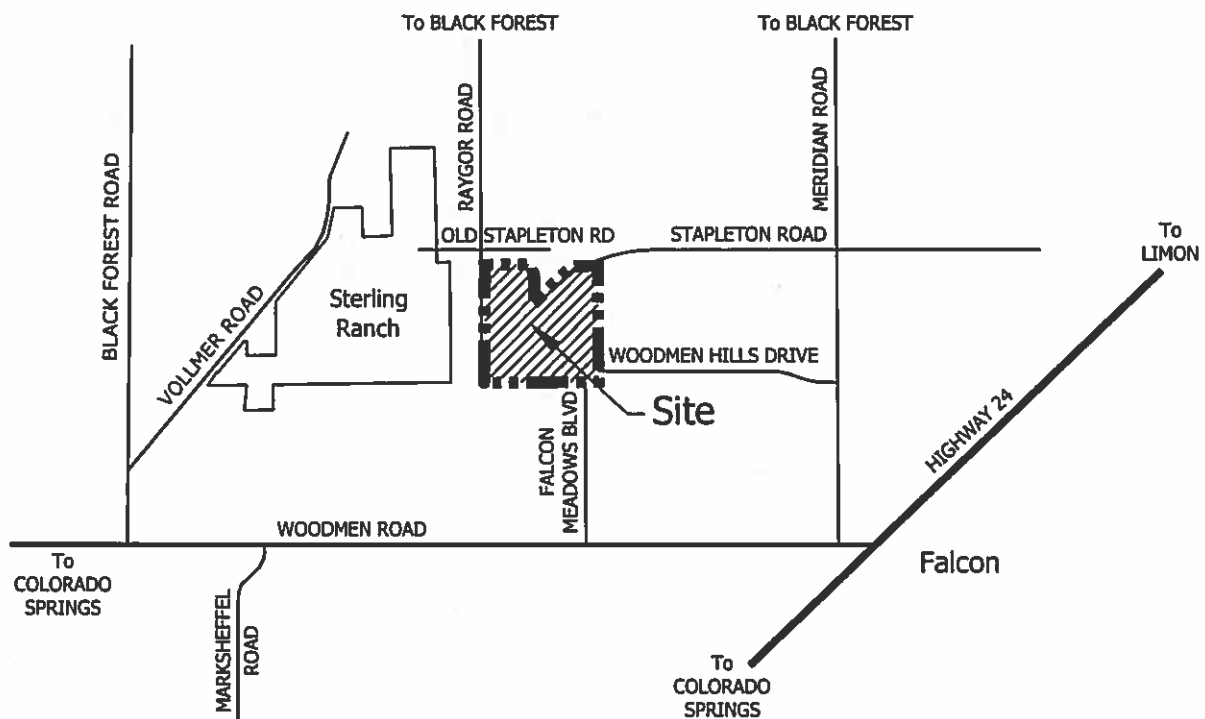 To BLACK FOREST
To BLACK FOREST
BLACK FOREST ROAD
RAYGOR ROAD
MERIDIAN ROAD
OLD STAPLETON RD
STAPLETON ROAD
To
LIMON
VOLLMER ROAD
Sterling
Ranch
WOODMEN HILLS DRIVE
Site
HIGHWAY 24
FALCON
MEADOWS BLVD
WOODMEN ROAD
To
COLORADO
SPRINGS
Falcon
MARKSHEFFEL
ROAD
To
COLORADO
SPRINGS